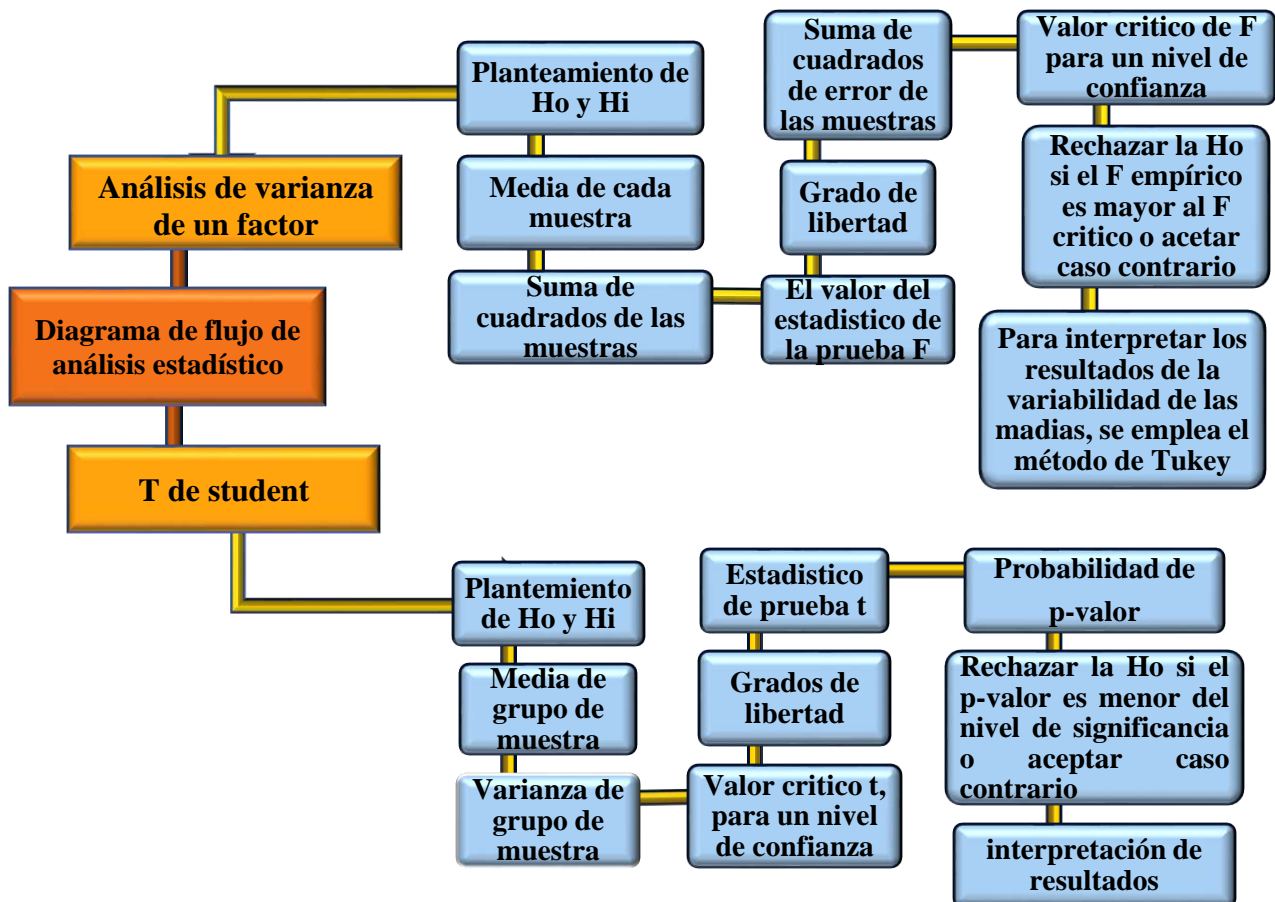 Análisis de varianza
de un factor
Diagrama de flujo de
análisis estadístico
T de student
Planteamiento de
Ho y Hi
Media de cada
muestra
Suma de
cuadrados de las
muestras
El valor del
estadistico de
la prueba F
Grado de
libertad
Suma de
cuadrados
de error de
las muestras
Valor critico de F
para un nivel de
confianza
Rechazar la Ho
si el F empírico
es mayor al F
critico o acetar
caso contrario
Para interpretar los
resultados de la
variabilidad de las
madias, se emplea el
método de Tukey
Plantemiento
de Ho y Hi
Media de
grupo de
muestra
Varianza de
grupo de
muestra
Valor critico t,
para un nivel
de confianza
Grados de
libertad
Estadistico
de prueba t
Probabilidad de
p-valor
Rechazar la Ho si el
p-valor es menor del
nivel de significancia
o aceptar caso
contrario
interpretación de
resultados